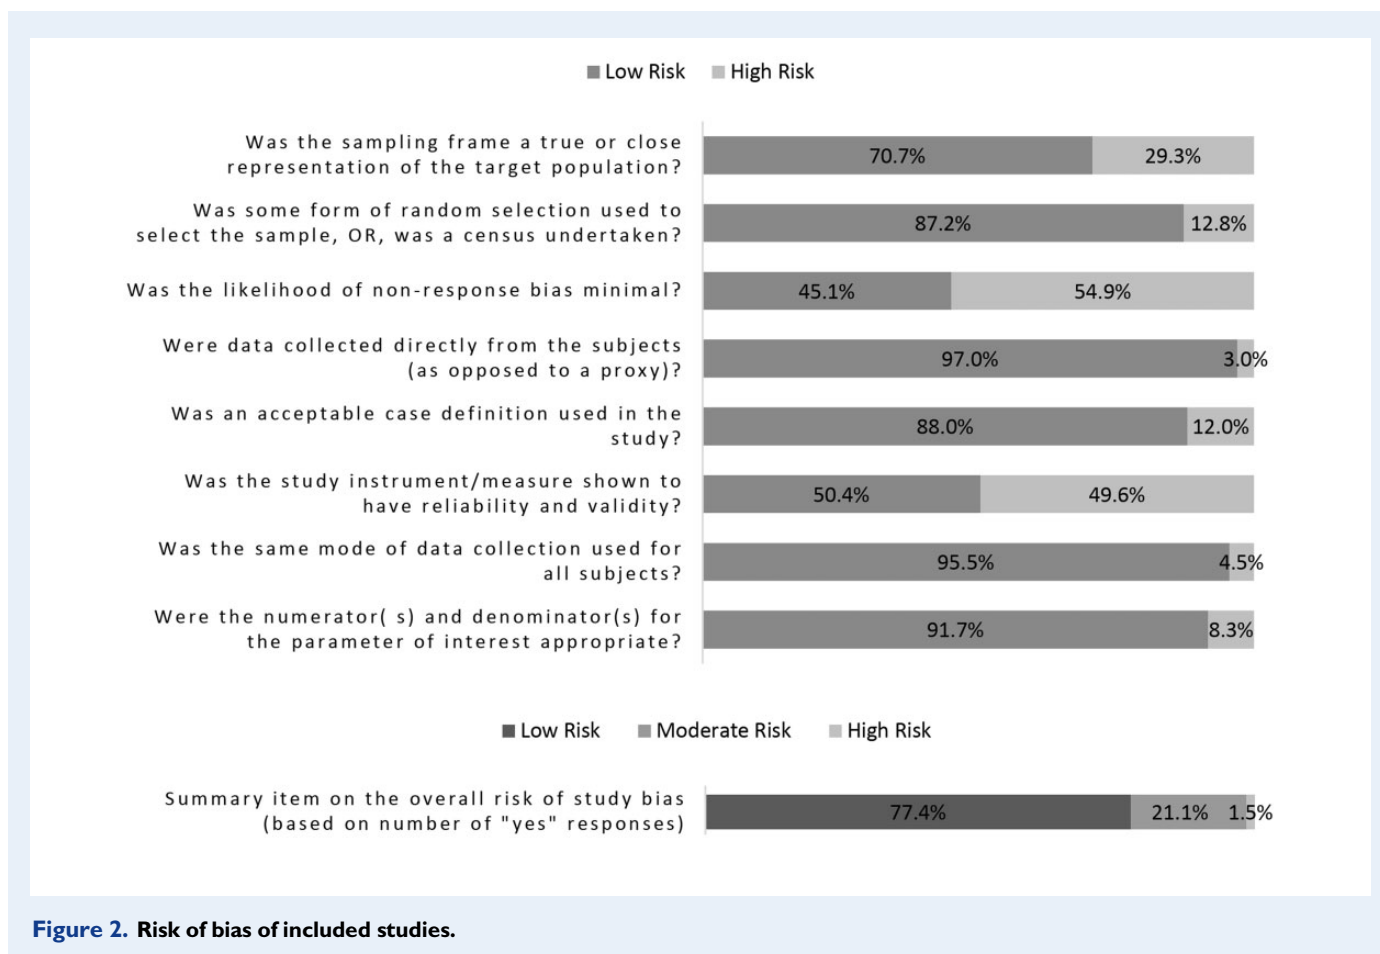 Low Risk High Risk
Was the sampling frame a true or close
representation of the target population?
70.7% 29.3%
Was some form of random selection used to
select the sample, OR, was a census undertaken?
87.2% 12.8%
Was the likelihood of non-response bias minimal?
45.1% 54.9%
Were data collected directly from the subjects
(as opposed to a proxy)?
97.0% 3.0%
Was an acceptable case definition used in the
study?
88.0% 12.0%
Was the study instrument/measure shown to
have reliability and validity?
50.4% 49.6%
Was the same mode of data collection used for
all subjects?
95.5% 4.5%
Were the numerator( s) and denominator(s) for
the parameter of interest appropriate?
91.7% 8.3%
Low Risk Moderate Risk High Risk
Summary item on the overall risk of study bias
(based on number of "yes" responses)
77.4% 21.1% 1.5%
Figure 2. Risk of bias of included studies.